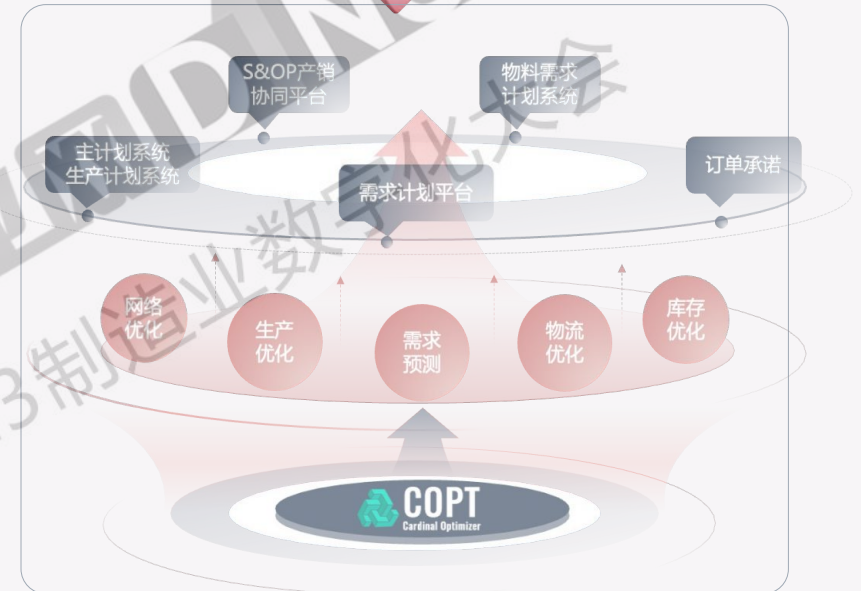 S&OP产销
协同平台
物料需求
计划系统
主计划系统
生产计划系统
需求计划平台
订单承诺
网络
优化
生产
优化
需求
预测
物流
优化
库存
优化
COPT
Cardinal Optimizer
3制造业数字化大会